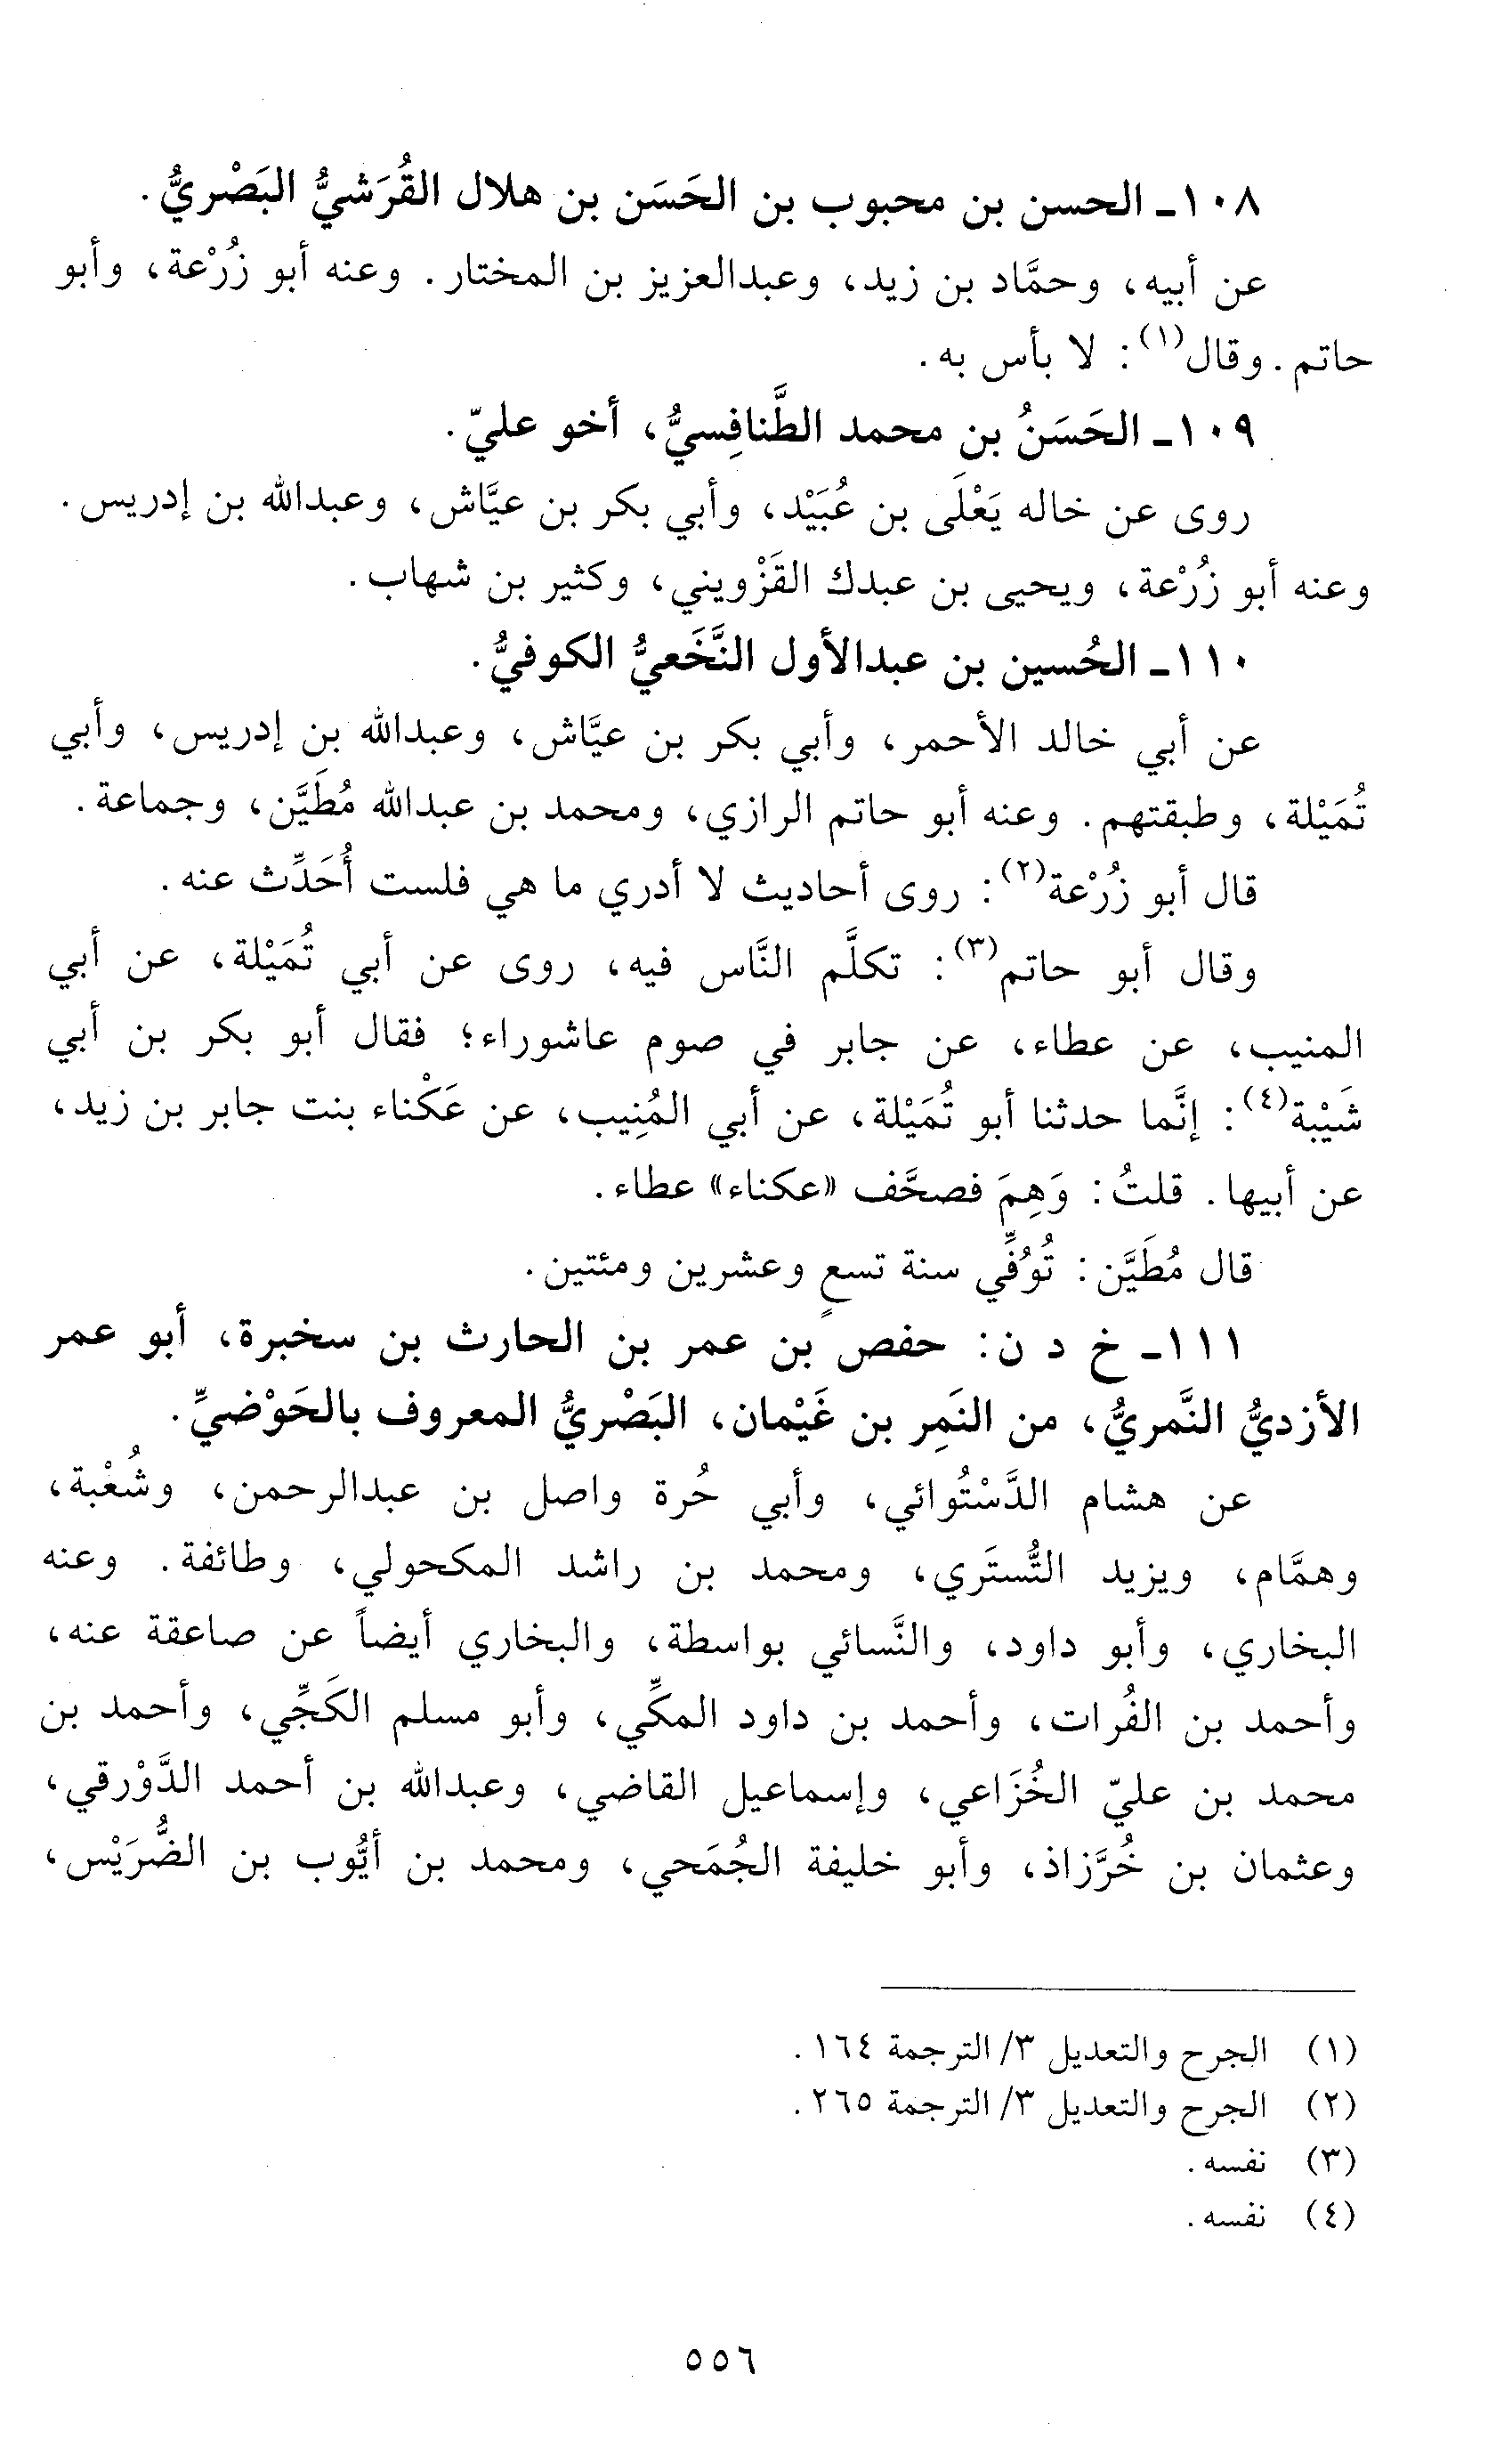 ١٠٨ـ الحسن بن محبوب بن الحَسَن بن هلال القُرَشيُّ البَصْريُّ.
عن أبيه، وحمَّاد بن زيد، وعبدالعزيز بن المختار. وعنه أبو زُرْعة، وأبو
حاتم. وقال(١): لا بأس به.
١٠٩ـ الحَسَنُ بن محمد الطَّنافِسيُّ، أخو عليّ.
روى عن خاله يَعْلَى بن عُبَيْد، وأبي بكر بن عيَّاش، وعبدالله بن إدريس.
وعنه أبو زُرْعة، ويحيى بن عبدك القَزْويني، وكثير بن شهاب.
١١٠ـ الحُسين بن عبدالأول النَّخَعيُّ الكوفيُّ.
عن أبي خالد الأحمر، وأبي بكر بن عيَّاش، وعبدالله بن إدريس، وأبي
تُمَيْلة، وطبقتهم. وعنه أبو حاتم الرازي، ومحمد بن عبدالله مُطَيَّن، وجماعة.
قال أبو زُرْعة(٢): روى أحاديث لا أدري ما هي فلست أُحَدِّث عنه.
وقال أبو حاتم(٣): تكلَّم النَّاس فيه، روى عن أبي تُمَيْلة، عن أبي
المنيب، عن عطاء، عن جابر في صوم عاشوراء؛ فقال أبو بكر بن أبي
شَيْبة(٤): إنَّما حدثنا أبو تُمَيْلة، عن أبي المُنِيب، عن عَكْناء بنت جابر بن زيد،
عن أبيها. قلتُ: وَهِمَ فصحَّف «عكناء» عطاء.
قال مُطَيَّن: تُوُفِّي سنة تسعٍ وعشرين ومئتين.
١١١ـ خ د ن: حفص بن عمر بن الحارث بن سخبرة، أبو عمر
الأزديُّ النَّمريُّ، من النَمِر بن غَيْمان، البَصْريُّ المعروف بالحَوْضيِّ.
عن هشام الدَّسْتُوائي، وأبي حُرة واصل بن عبدالرحمن، وشُعْبة،
وهمَّام، ويزيد التُّستَري، ومحمد بن راشد المكحولي، وطائفة. وعنه
البخاري، وأبو داود، والنَّسائي بواسطة، والبخاري أيضاً عن صاعقة عنه،
وأحمد بن الفُرات، وأحمد بن داود المكِّي، وأبو مسلم الكَجِّي، وأحمد بن
محمد بن عليّ الخُزَاعي، وإسماعيل القاضي، وعبدالله بن أحمد الدَّوْرقي،
وعثمان بن خُرَّزاذ، وأبو خليفة الجُمَحي، ومحمد بن أيُّوب بن الضُّرَيْس،
(١) الجرح والتعديل ٣/ الترجمة ١٦٤.
(٢) الجرح والتعديل ٣/ الترجمة ٢٦٥.
(٣) نفسه.
(٤) نفسه.
٥٥٦